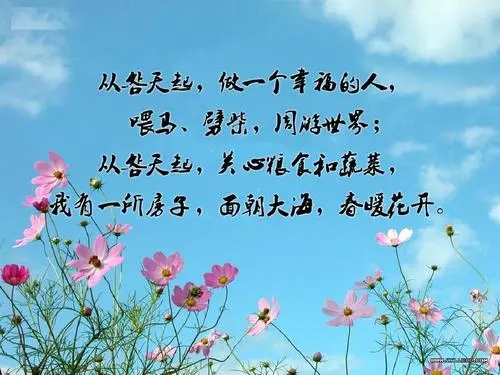 从天起，做一个幸福的人，
喂马、劈柴，周游世界；
从天起，关心粮食和蔬菜，
我有一所房子，面朝大海，春暖花开。